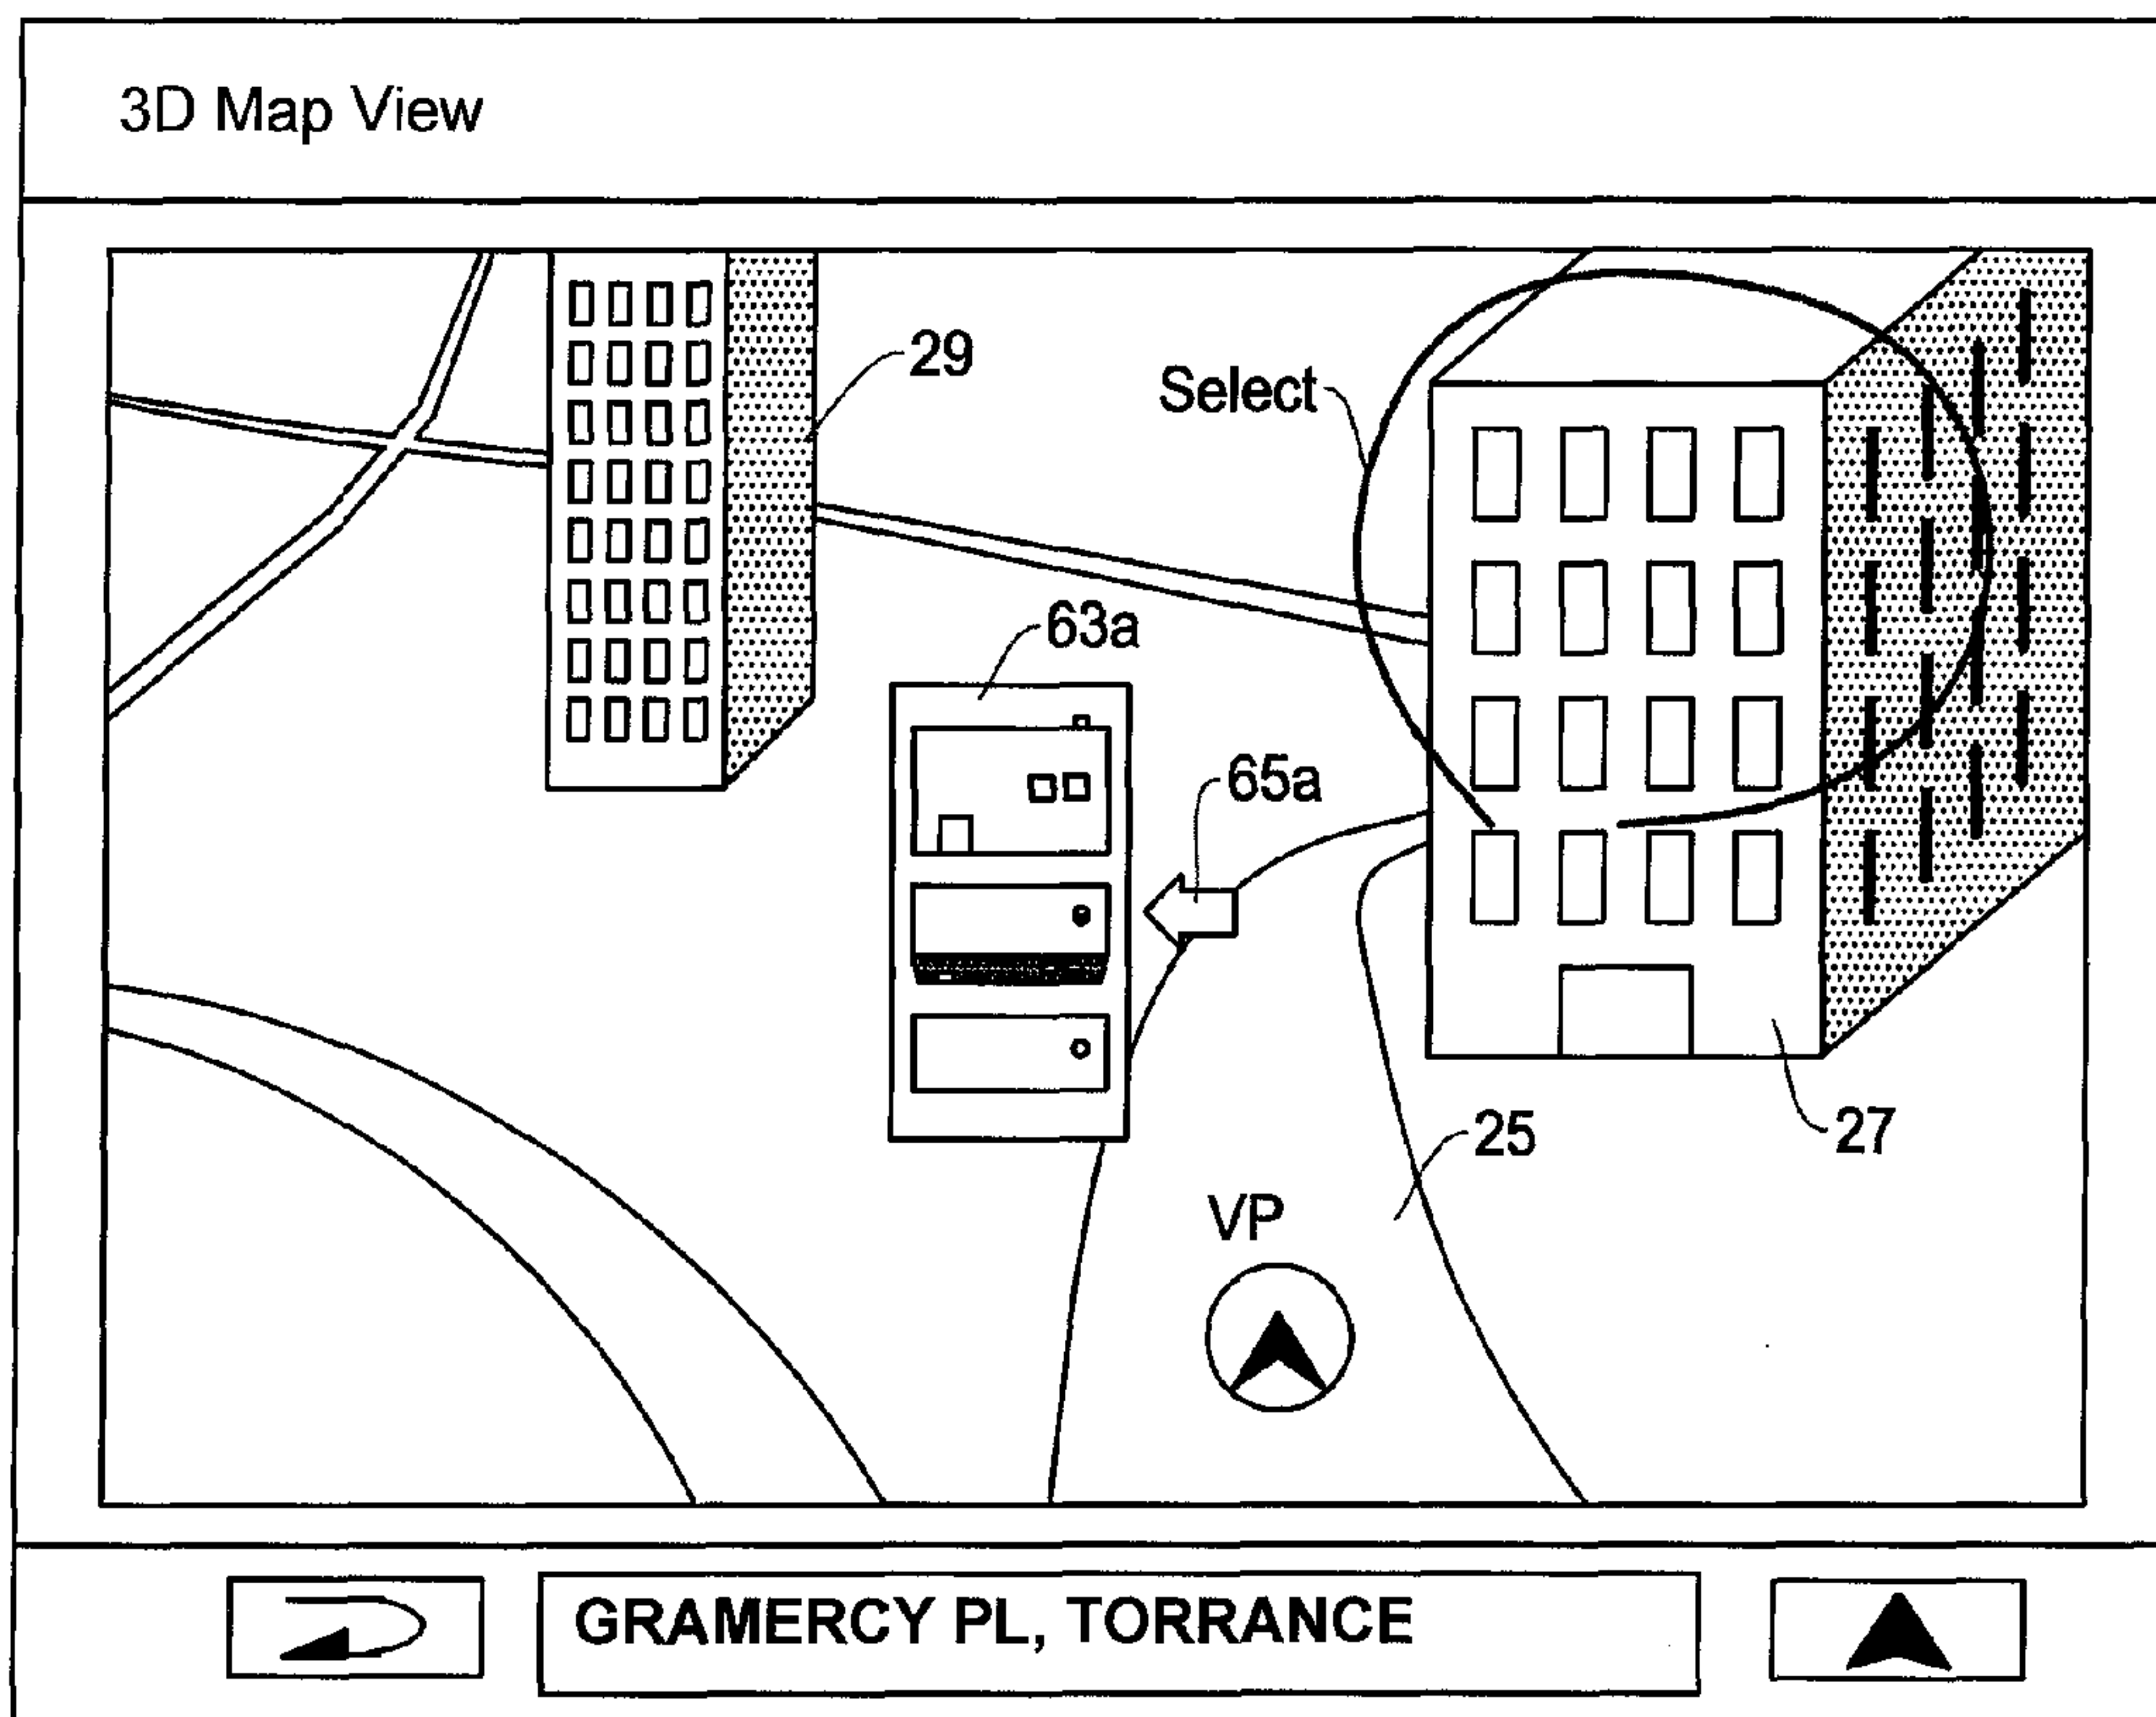 3D Map View
29
Select
63a
65a
25
27
VP
GRAMERCY PL, TORRANCE